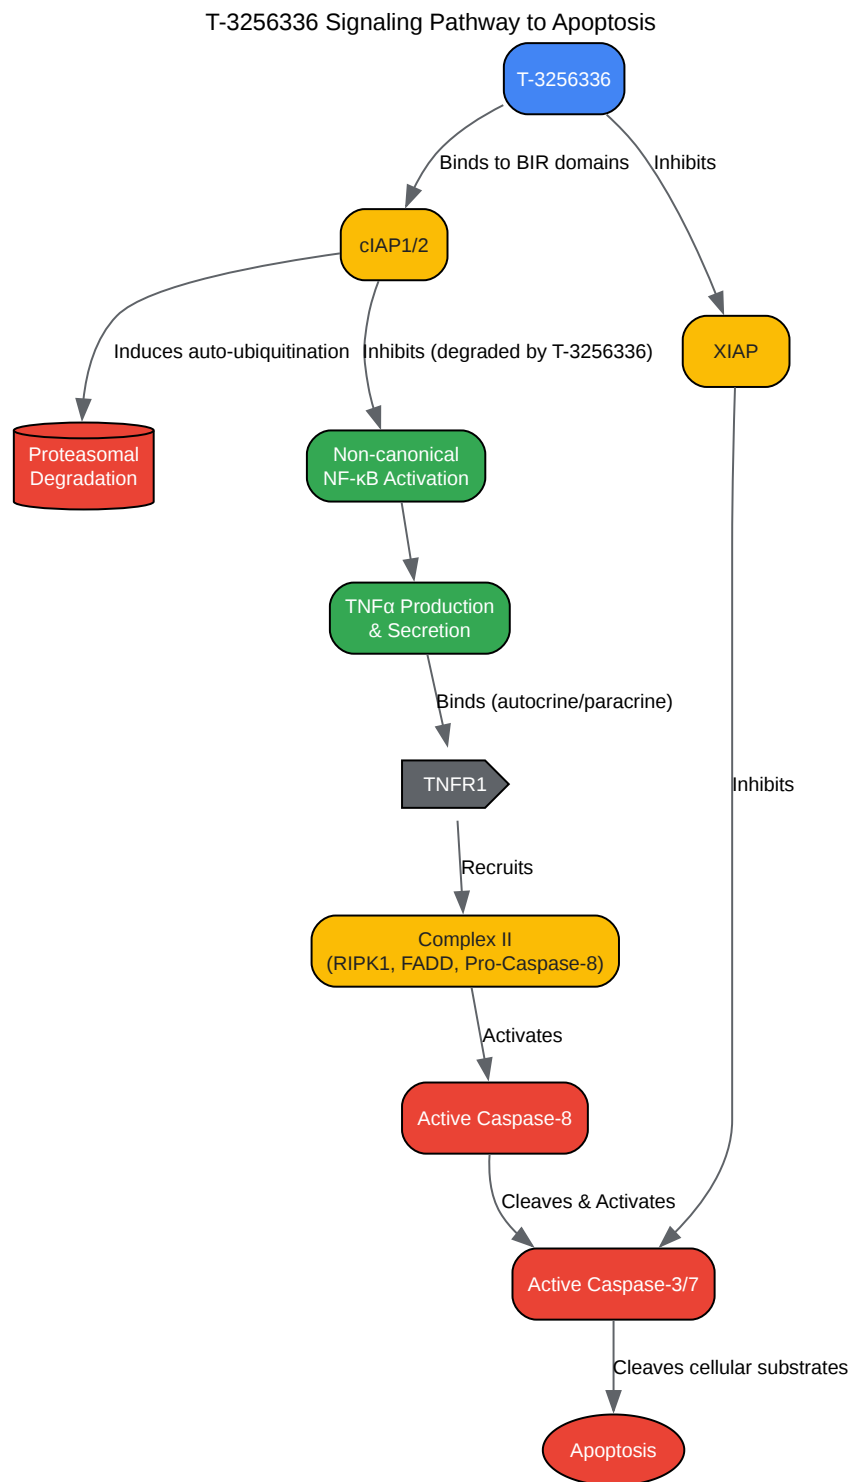 T-3256336 Signaling Pathway to Apoptosis
T-3256336
Binds to BIR domains
Inhibits
cIAP1/2
XIAP
Induces auto-ubiquitination
Inhibits (degraded by T-3256336)
Proteasomal
Degradation
Non-canonical
NF-κB Activation
TNFα Production
& Secretion
Binds (autocrine/paracrine)
TNFR1
Inhibits
Recruits
Complex II
(RIPK1, FADD, Pro-Caspase-8)
Activates
Active Caspase-8
Cleaves & Activates
Active Caspase-3/7
Cleaves cellular substrates
Apoptosis